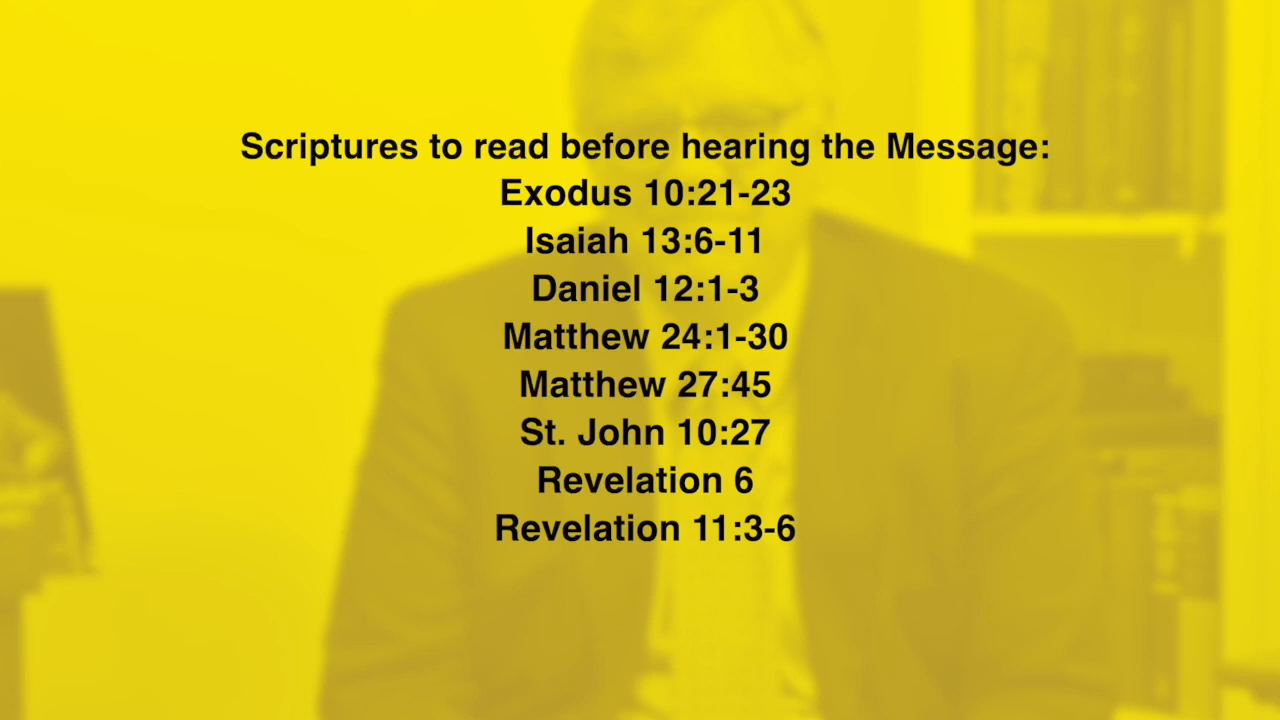 Scriptures to read before hearing the Message:
Exodus 10:21-23
Isaiah 13:6-11
Daniel 12:1-3
Matthew 24:1-30
Matthew 27:45
St. John 10:27
Revelation 6
Revelation 11:3-6